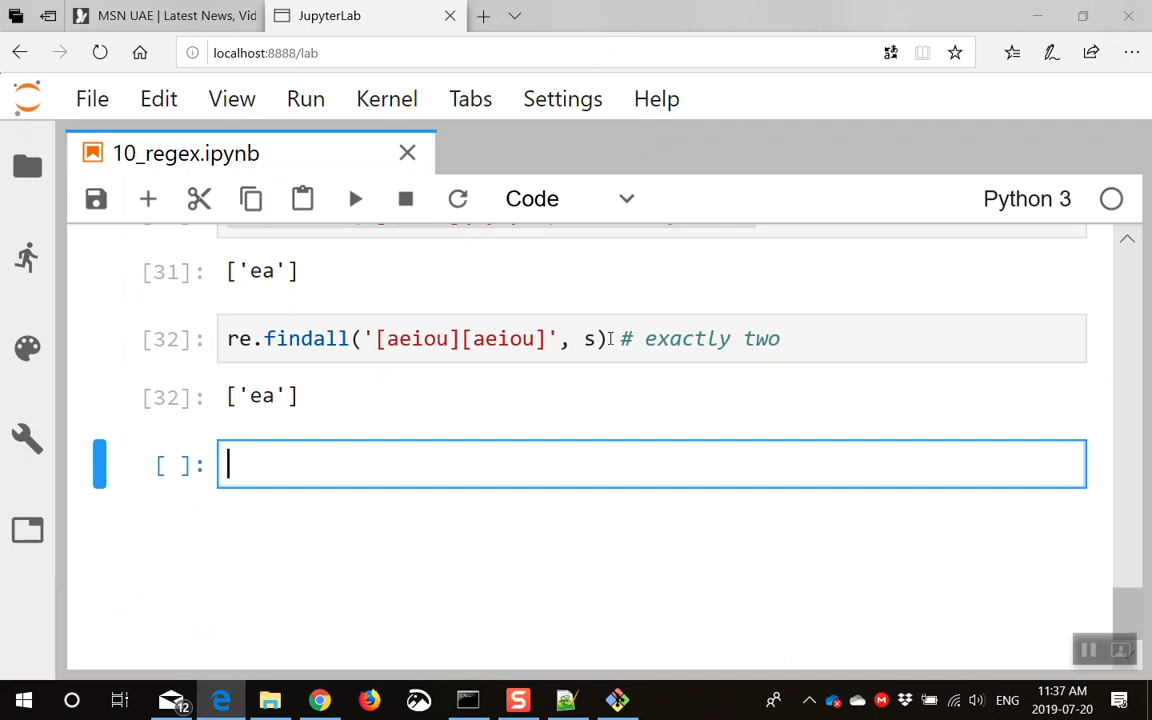 MSN UAE | Latest News, Vid
JupyterLab
localhost:8888/lab
File Edit View Run Kernel Tabs Settings Help
10_regex.ipynb
Code
Python 3
[31]: ['ea']
[32]: re.findall('[aeiou][aeiou]', s) # exactly two
[32]: ['ea']
[ ]:
12
ENG
11:37 AM
2019-07-20